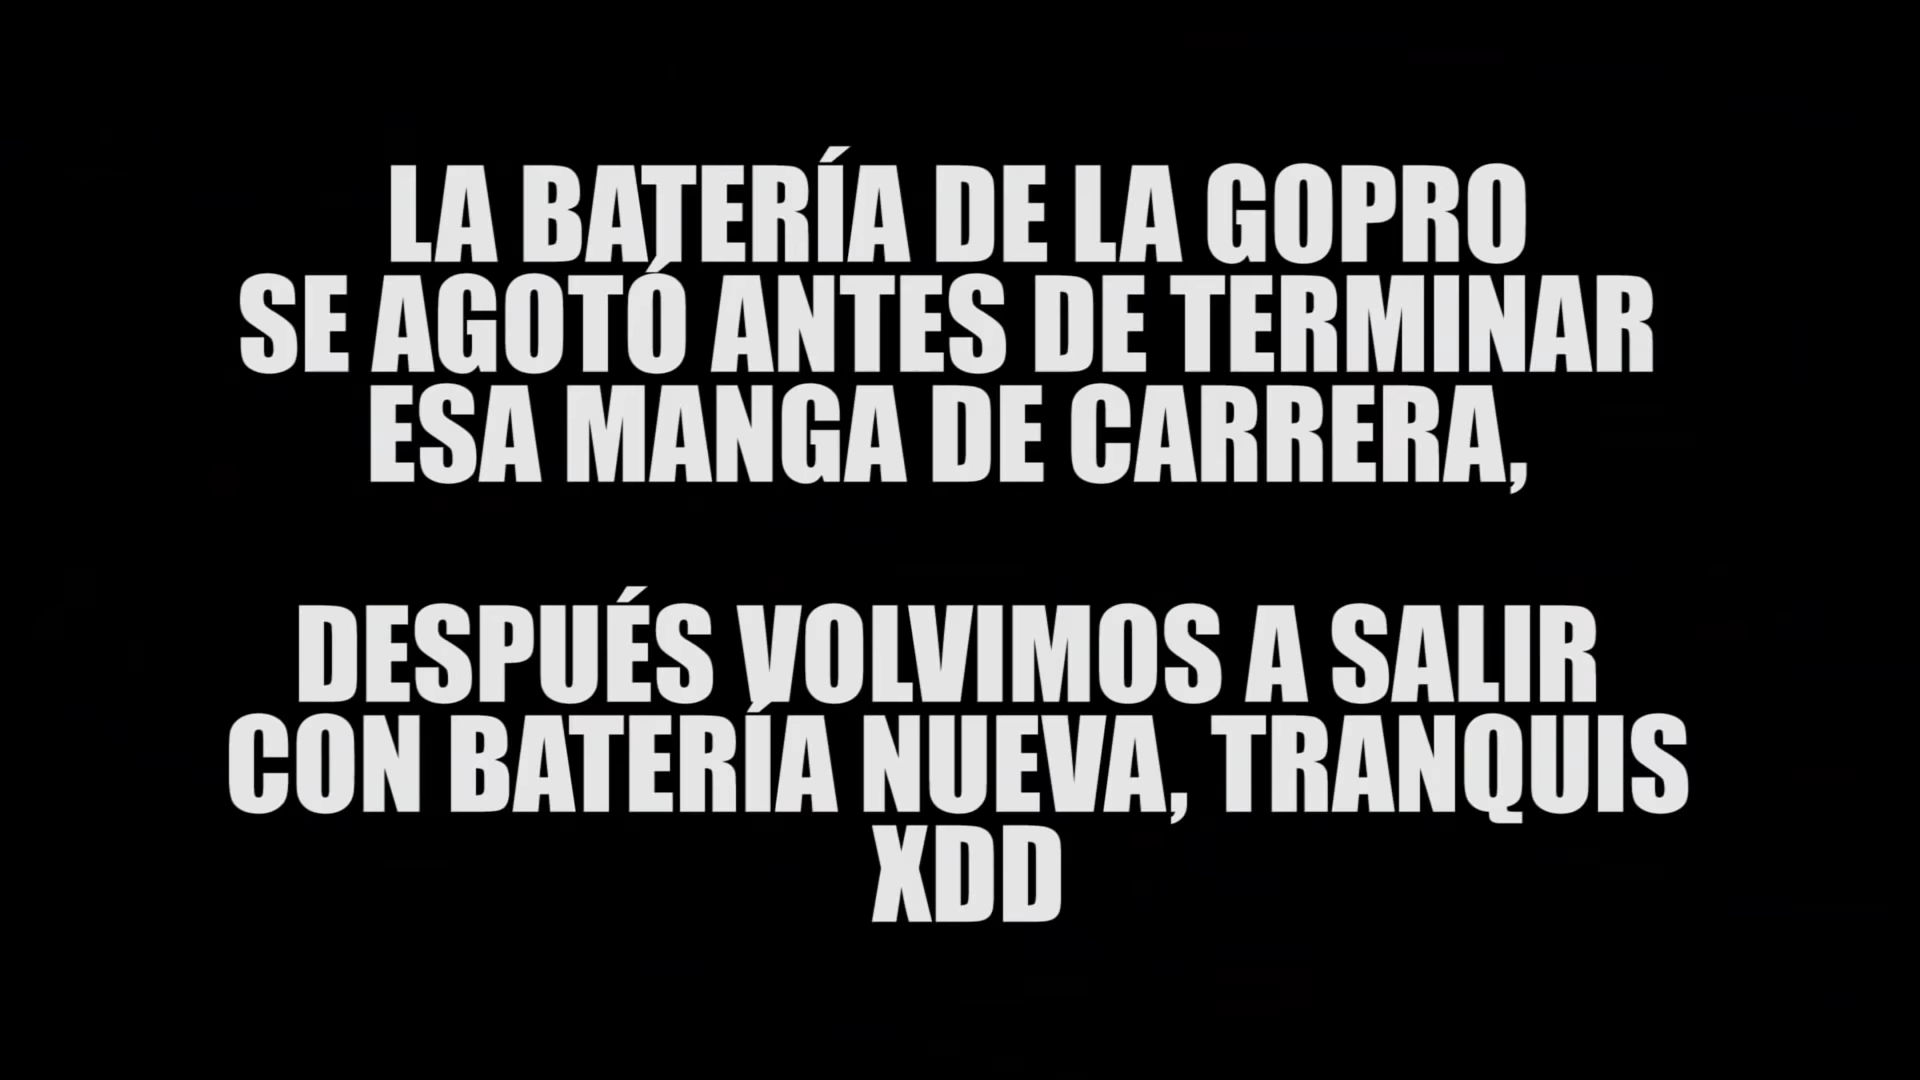 LA BATERÍA DE LA GOPRO
SE AGOTÓ ANTES DE TERMINAR
ESA MANGA DE CARRERA,
DESPUÉS VOLVIMOS A SALIR
CON BATERÍA NUEVA, TRANQUIS
XDD